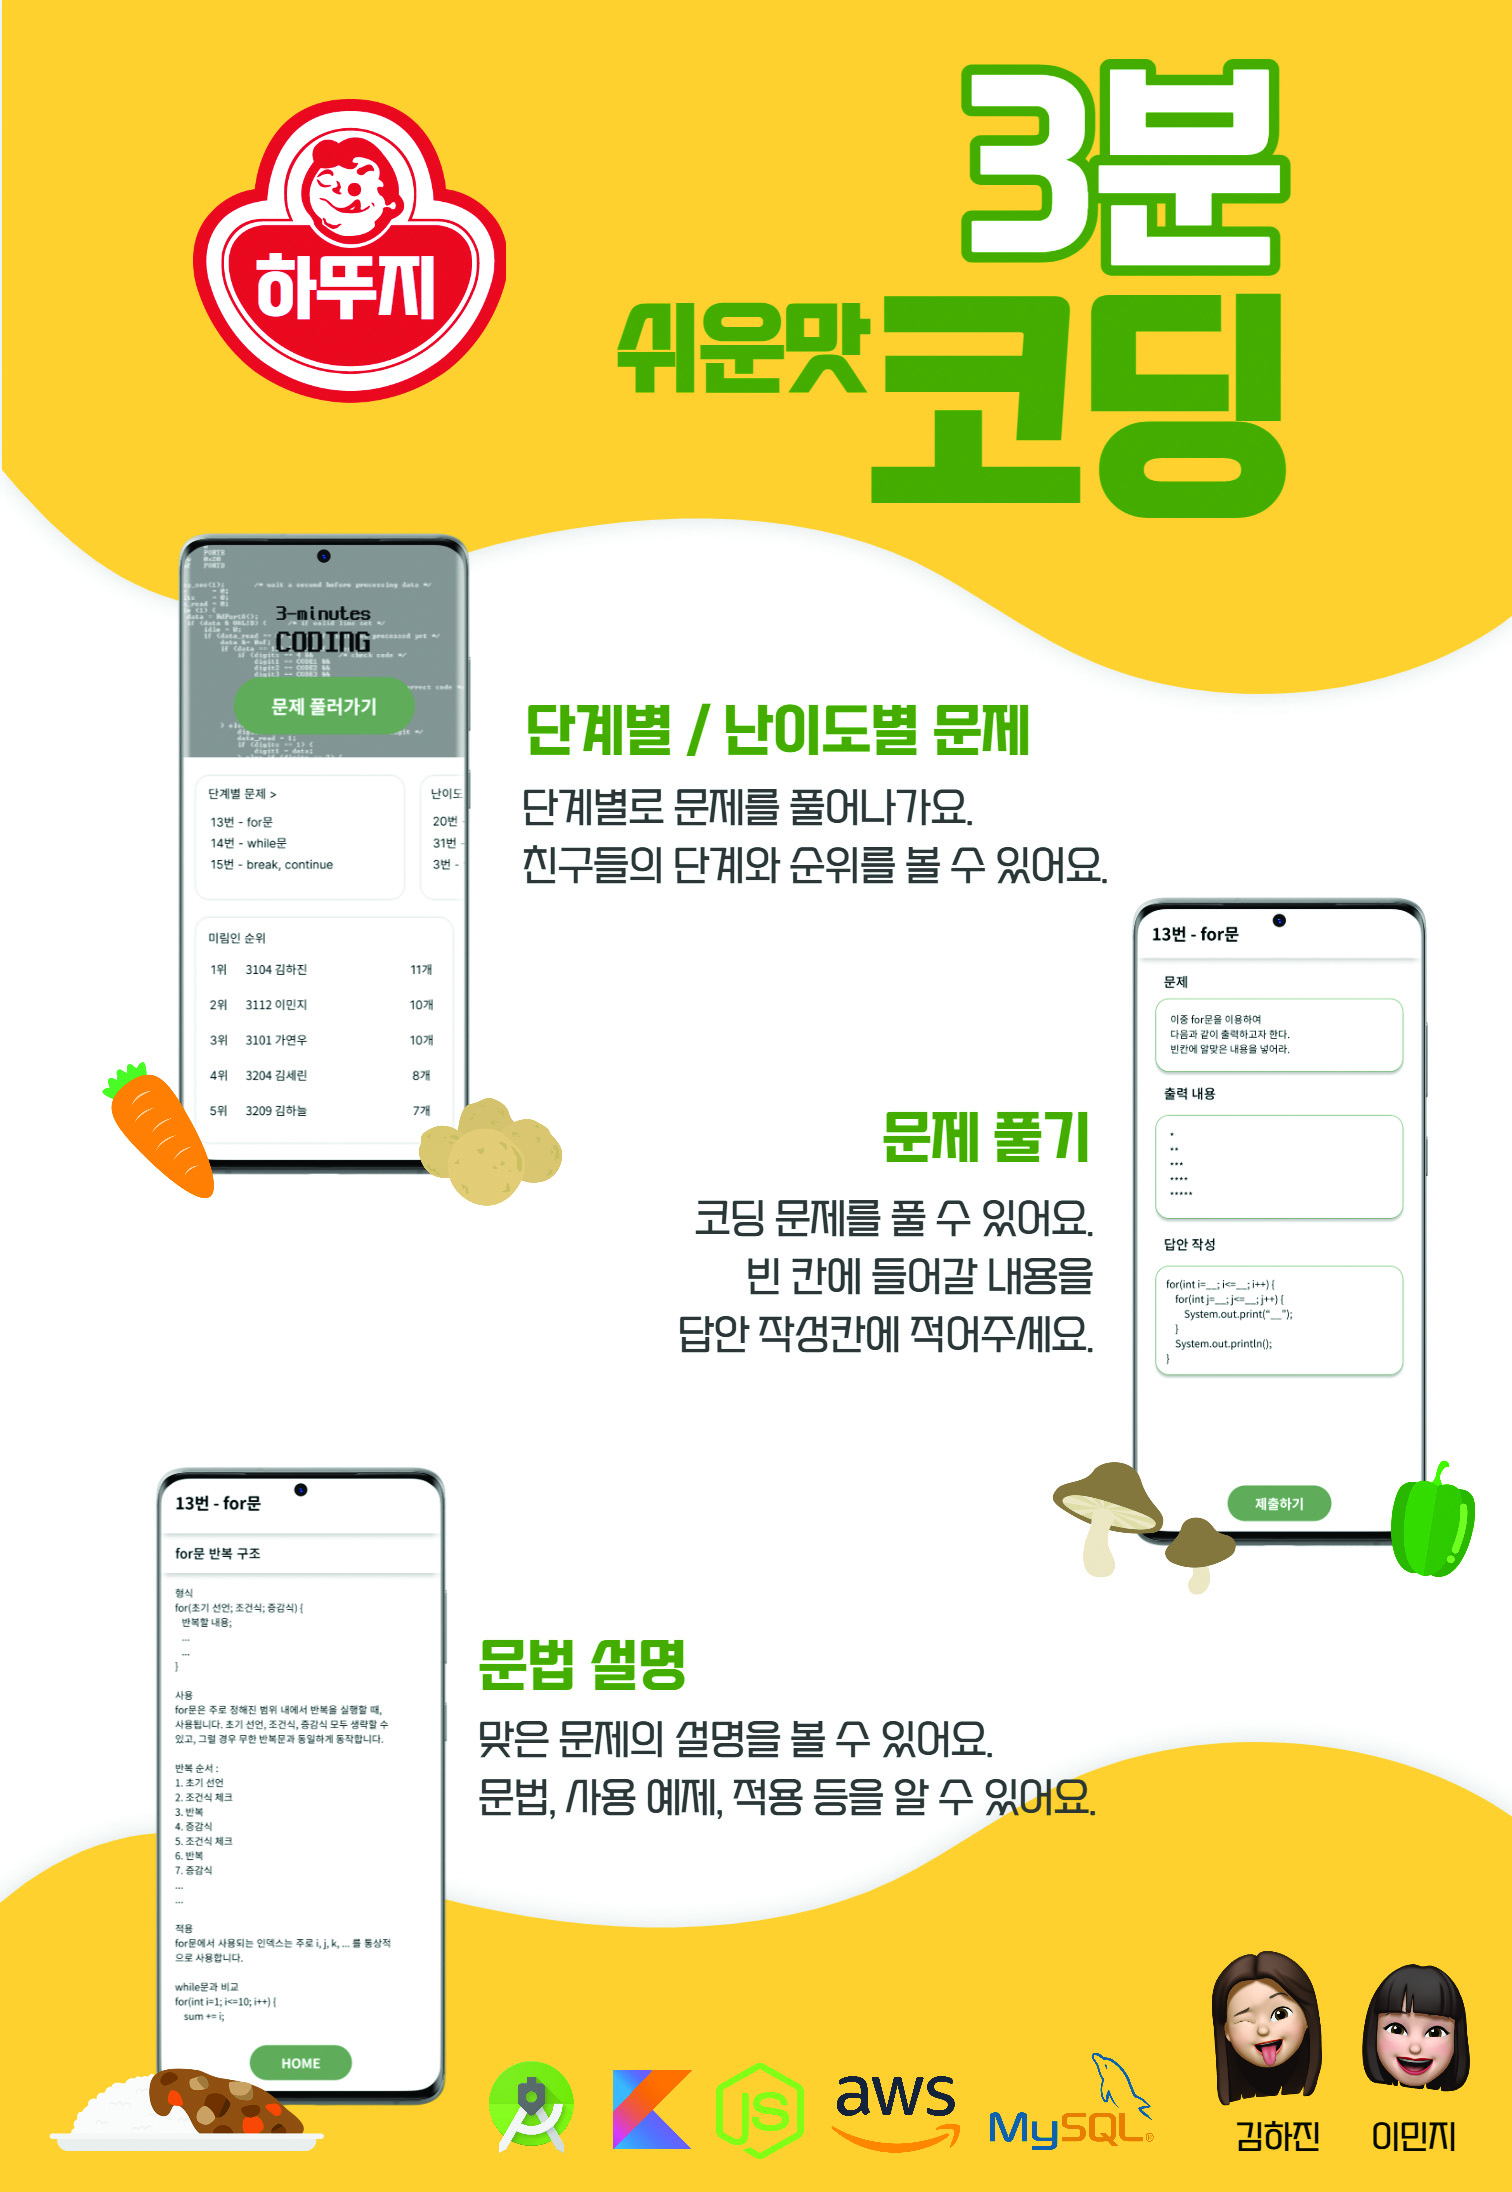 하뚜지
3분
쉬운맛 코딩
3-minutes
CODING
문제 풀러가기
단계별 문제 >
13번 - for문
14번 - while문
15번 - break, continue
난이도
20번 -
31번 -
3번 -
미림인 순위
1위 3104 김하진 11개
2위 3112 이민지 10개
3위 3101 가연우 10개
4위 3204 김세린 8개
5위 3209 김하늘 7개
단계별 / 난이도별 문제
단계별로 문제를 풀어나가요.
친구들의 단계와 순위를 볼 수 있어요.
13번 - for문
문제
이중 for문을 이용하여
다음과 같이 출력하고자 한다.
빈칸에 알맞은 내용을 넣어라.
출력 내용
*
**
***
****
*****
답안 작성
for(int i=__; i<=__; i++) {
for(int j=__; j<=__; j++) {
System.out.print("__");
}
System.out.println();
}
제출하기
문제 풀기
코딩 문제를 풀 수 있어요.
빈 칸에 들어갈 내용을
답안 작성칸에 적어주세요.
13번 - for문
for문 반복 구조
형식
for(초기 선언; 조건식; 증감식) {
반복할 내용;
...
...
}
사용
for문은 주로 정해진 범위 내에서 반복을 실행할 때,
사용됩니다. 초기 선언, 조건식, 증감식 모두 생략할 수
있고, 그럴 경우 무한 반복문과 동일하게 동작합니다.
반복 순서 :
1. 초기 선언
2. 조건식 체크
3. 반복
4. 증감식
5. 조건식 체크
6. 반복
7. 증감식
...
...
적용
for문에서 사용되는 인덱스는 주로 i, j, k, ... 를 통상적
으로 사용합니다.
while문과 비교
for(int i=1; i<=10; i++) {
sum += i;
HOME
문법 설명
맞은 문제의 설명을 볼 수 있어요.
문법, 사용 예제, 적용 등을 알 수 있어요.
JS
aws
MySQL®
김하진
이민지